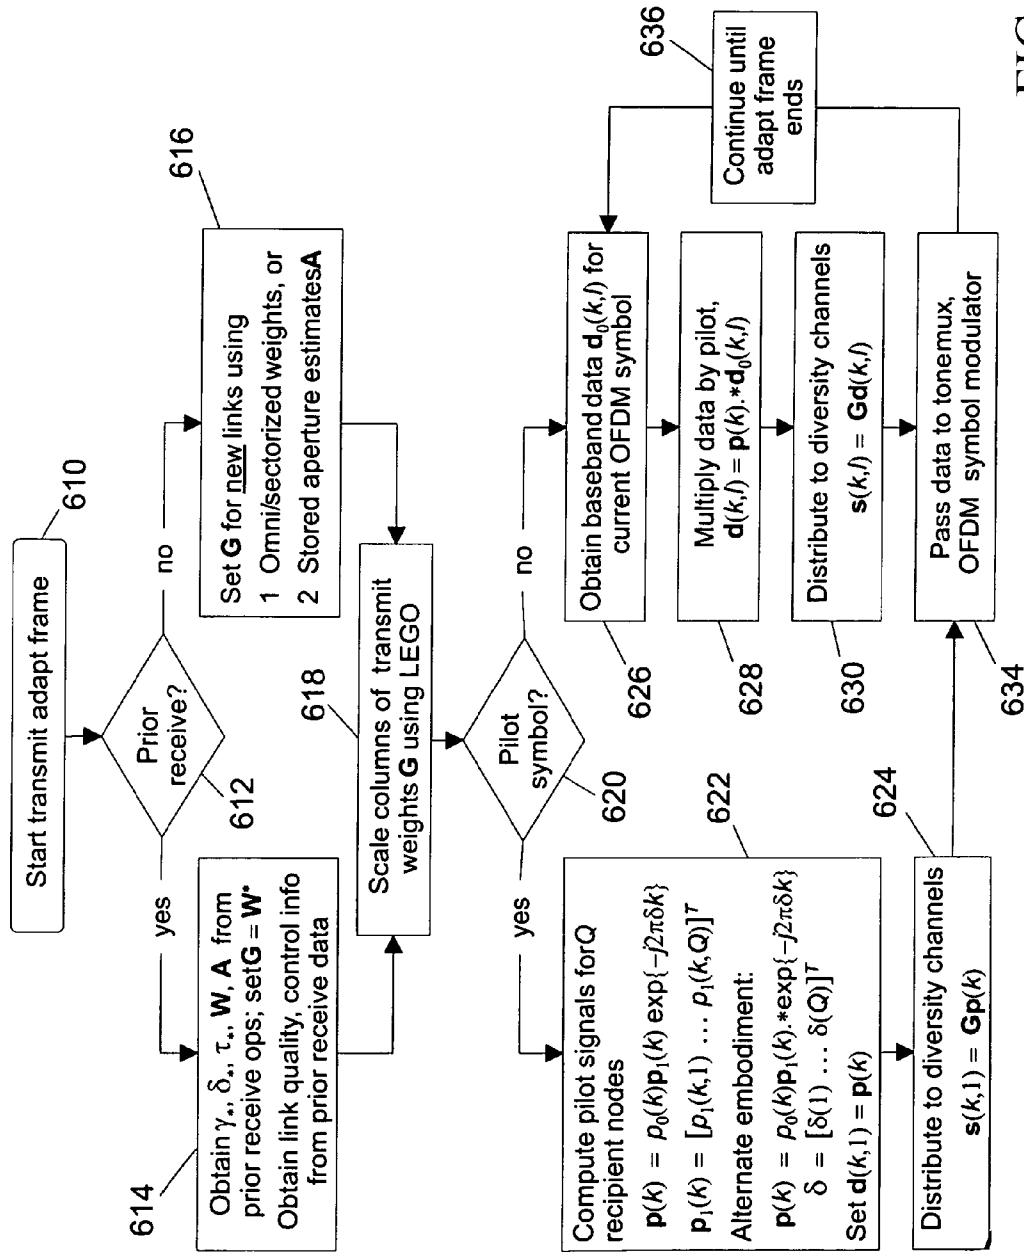 610
Start transmit adapt frame
Prior
receive?
612
yes
no
614
Obtain γ*, δ*, τ*, W, A from
prior receive ops; setG = W*
Obtain link quality, control info
from prior receive data
616
Set G for new links using
1 Omni/sectorized weights, or
2 Stored aperture estimatesA
618
Scale columns of transmit
weights G using LEGO
Pilot
symbol?
620
yes
no
622
Compute pilot signals forQ
recipient nodes
p(k) = p₀(k)p₁(k) exp{-j2πδk}
p₁(k) = [p₁(k,1) … p₁(k,Q)]ᵀ
Alternate embodiment:
p(k) = p₀(k)p₁(k).*exp{-j2πδk}
δ = [δ(1) … δ(Q)]ᵀ
Set d(k,1) = p(k)
624
Distribute to diversity channels
s(k,1) = Gp(k)
626
Obtain baseband data d₀(k,l) for
current OFDM symbol
628
Multiply data by pilot,
d(k,l) = p(k).*d₀(k,l)
630
Distribute to diversity channels
s(k,l) = Gd(k,l)
634
Pass data to tonemux,
OFDM symbol modulator
636
Continue until
adapt frame
ends
FIG